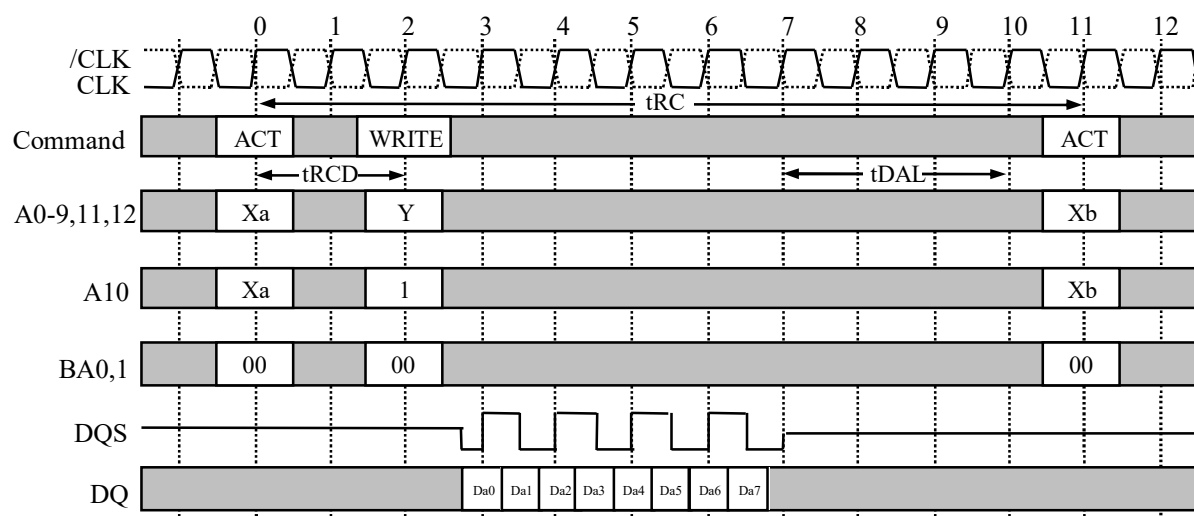 0 1 2 3 4 5 6 7 8 9 10 11 12
/CLK
CLK
tRC
Command ACT WRITE ACT
tRCD tDAL
A0-9,11,12 Xa Y Xb
A10 Xa 1 Xb
BA0,1 00 00 00
DQS
DQ Da0 Da1 Da2 Da3 Da4 Da5 Da6 Da7